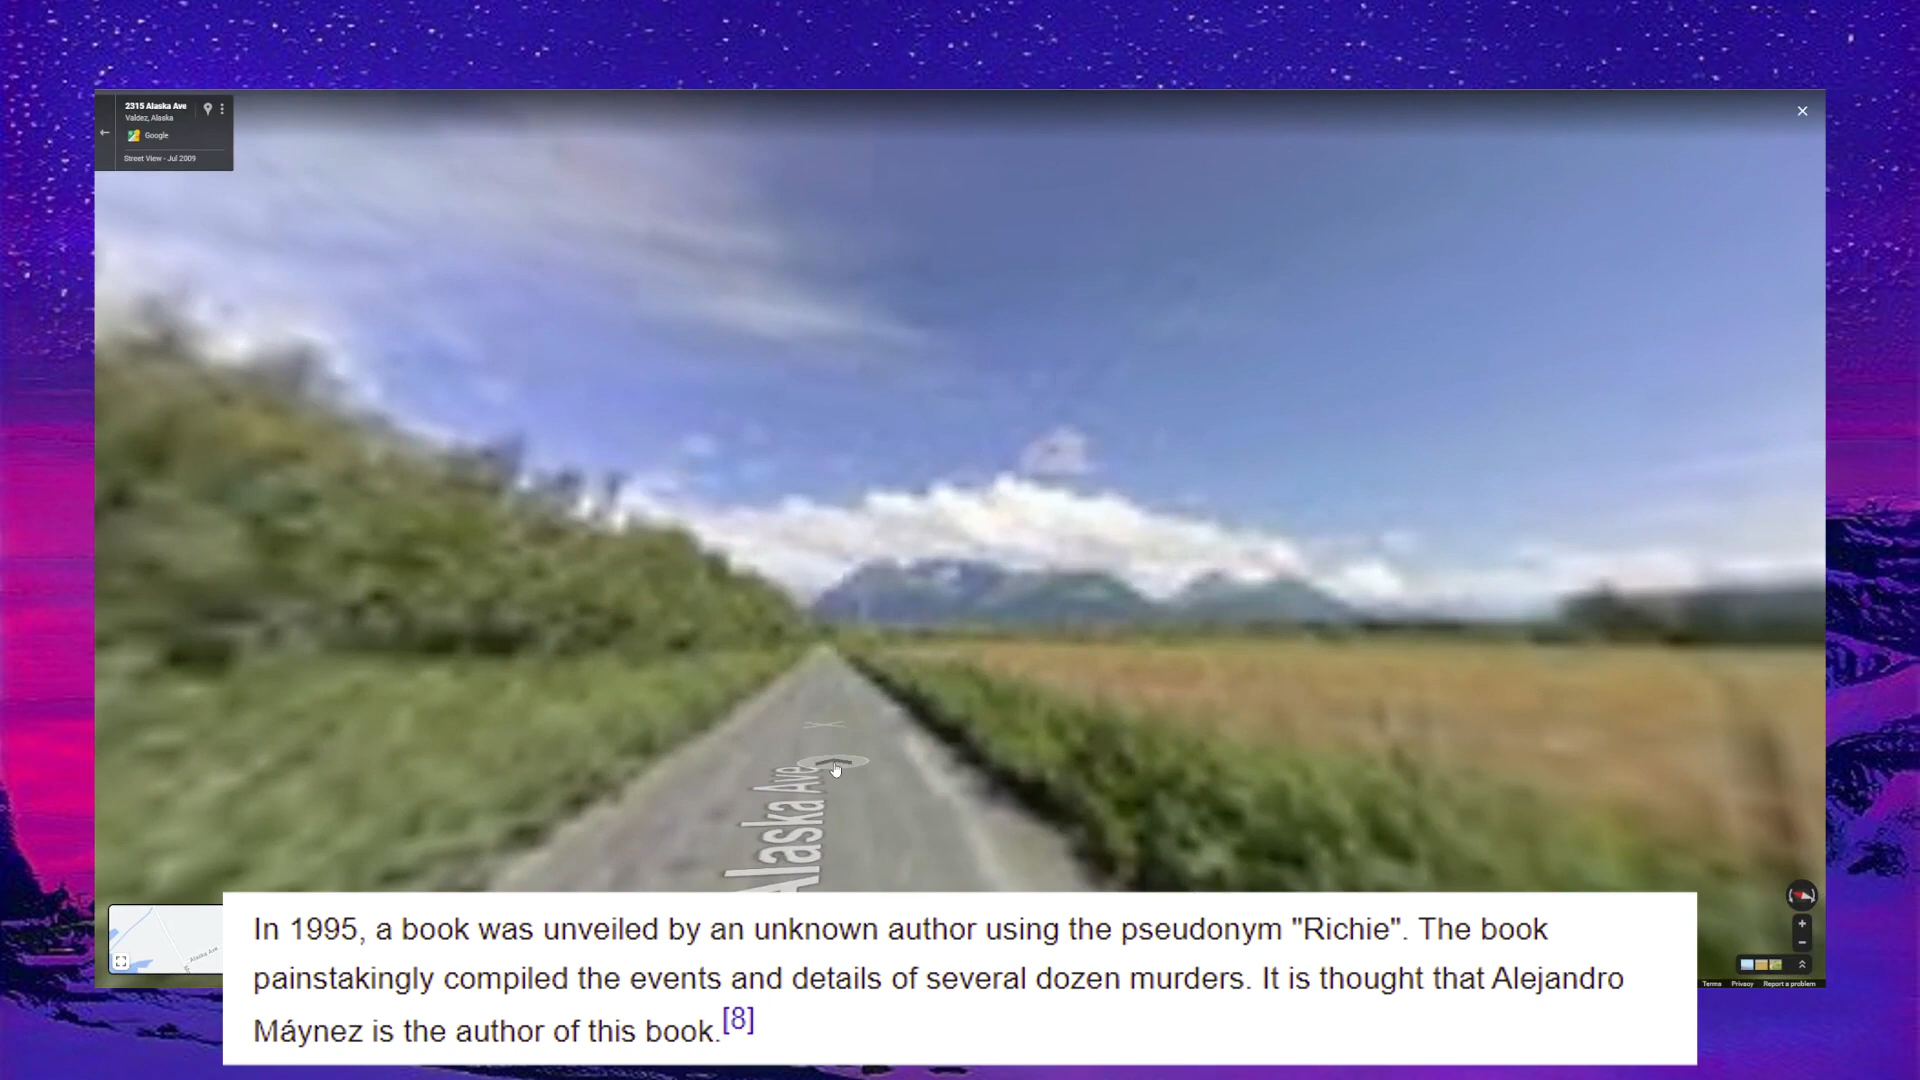 2315 Alaska Ave
Valdez, Alaska
Google
Street View - Jul 2009
Alaska Ave
Alaska Ave
In 1995, a book was unveiled by an unknown author using the pseudonym "Richie". The book
painstakingly compiled the events and details of several dozen murders. It is thought that Alejandro
Máynez is the author of this book.[8]
Terms Privacy Report a problem